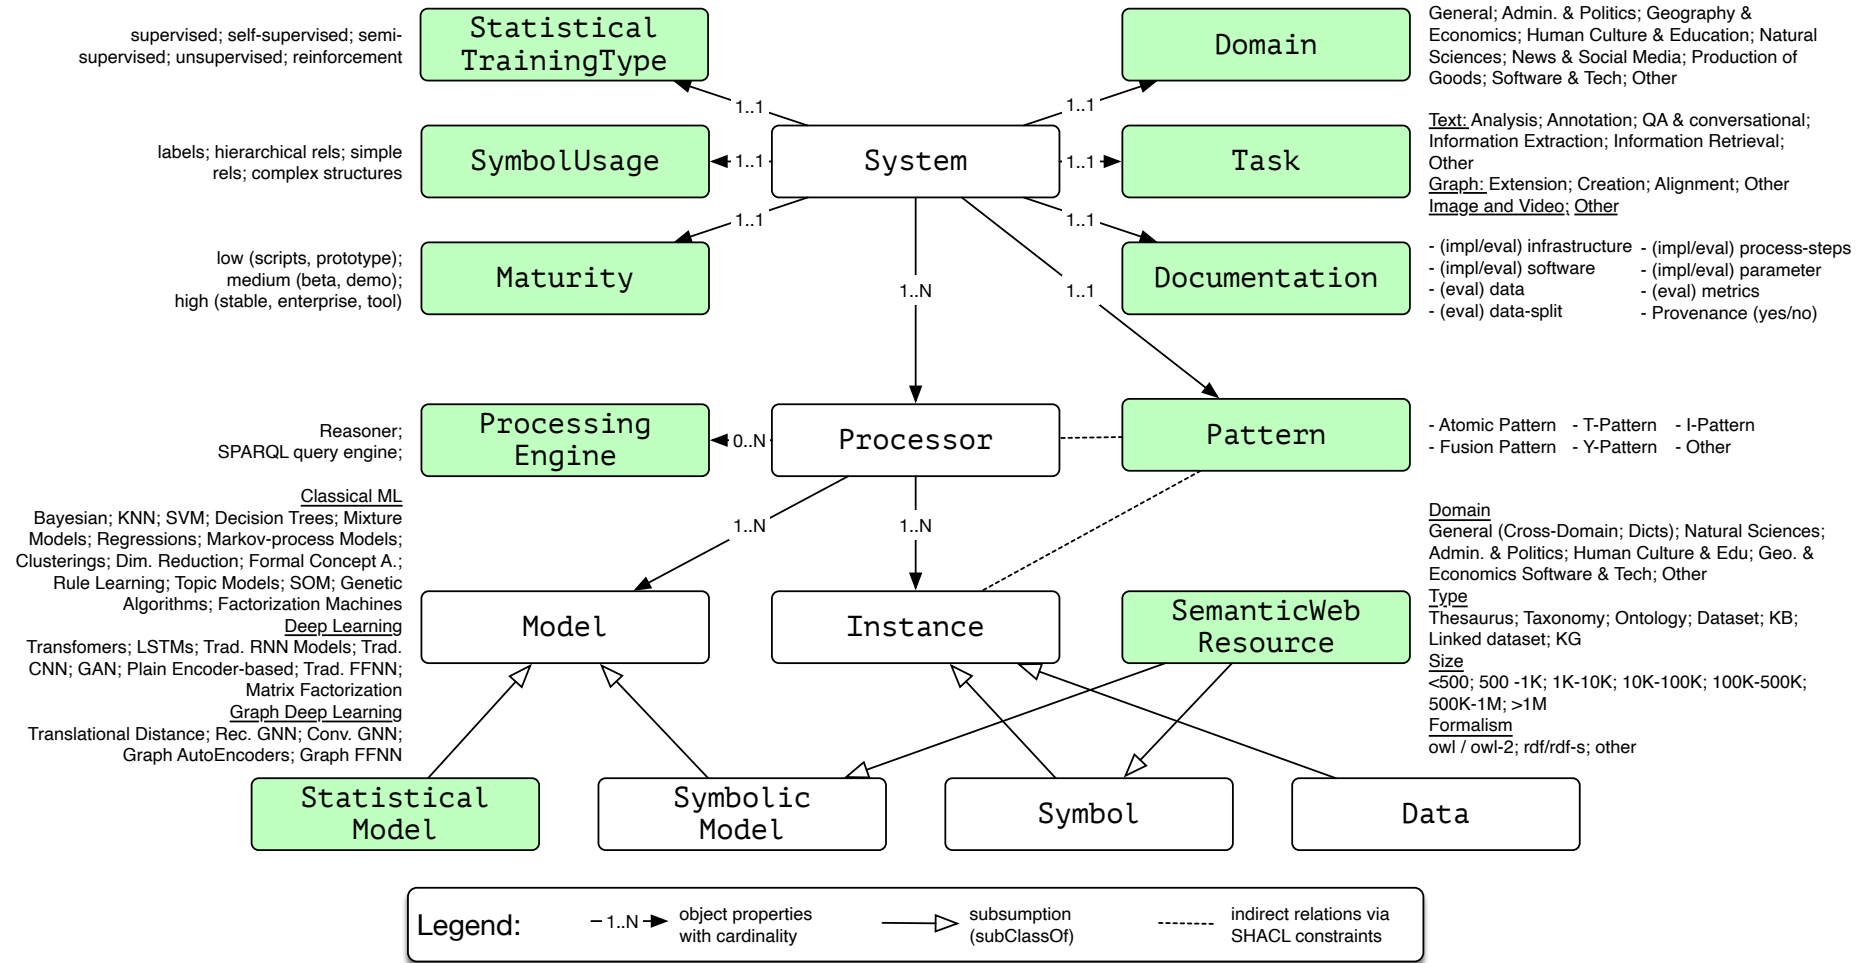 supervised; self-supervised; semi-
supervised; unsupervised; reinforcement
Statistical
TrainingType
Domain
General; Admin. & Politics; Geography &
Economics; Human Culture & Education; Natural
Sciences; News & Social Media; Production of
Goods; Software & Tech; Other
1..1
1..1
labels; hierarchical rels; simple
rels; complex structures
SymbolUsage
1..1
System
1..1
Task
Text: Analysis; Annotation; QA & conversational;
Information Extraction; Information Retrieval;
Other
Graph: Extension; Creation; Alignment; Other
Image and Video; Other
1..1
1..1
low (scripts, prototype);
medium (beta, demo);
high (stable, enterprise, tool)
Maturity
1..N
1..1
Documentation
- (impl/eval) infrastructure
- (impl/eval) software
- (eval) data
- (eval) data-split
- (impl/eval) process-steps
- (impl/eval) parameter
- (eval) metrics
- Provenance (yes/no)
Reasoner;
SPARQL query engine;
Processing
Engine
0..N
Processor
Pattern
- Atomic Pattern - T-Pattern - I-Pattern
- Fusion Pattern - Y-Pattern - Other
1..N
1..N
Classical ML
Bayesian; KNN; SVM; Decision Trees; Mixture
Models; Regressions; Markov-process Models;
Clusterings; Dim. Reduction; Formal Concept A.;
Rule Learning; Topic Models; SOM; Genetic
Algorithms; Factorization Machines
Deep Learning
Transfomers; LSTMs; Trad. RNN Models; Trad.
CNN; GAN; Plain Encoder-based; Trad. FFNN;
Matrix Factorization
Graph Deep Learning
Translational Distance; Rec. GNN; Conv. GNN;
Graph AutoEncoders; Graph FFNN
Model
Instance
SemanticWeb
Resource
Domain
General (Cross-Domain; Dicts); Natural Sciences;
Admin. & Politics; Human Culture & Edu; Geo. &
Economics Software & Tech; Other
Type
Thesaurus; Taxonomy; Ontology; Dataset; KB;
Linked dataset; KG
Size
<500; 500 -1K; 1K-10K; 10K-100K; 100K-500K;
500K-1M; >1M
Formalism
owl / owl-2; rdf/rdf-s; other
Statistical
Model
Symbolic
Model
Symbol
Data
Legend:
1..N
object properties
with cardinality
subsumption
(subClassOf)
indirect relations via
SHACL constraints